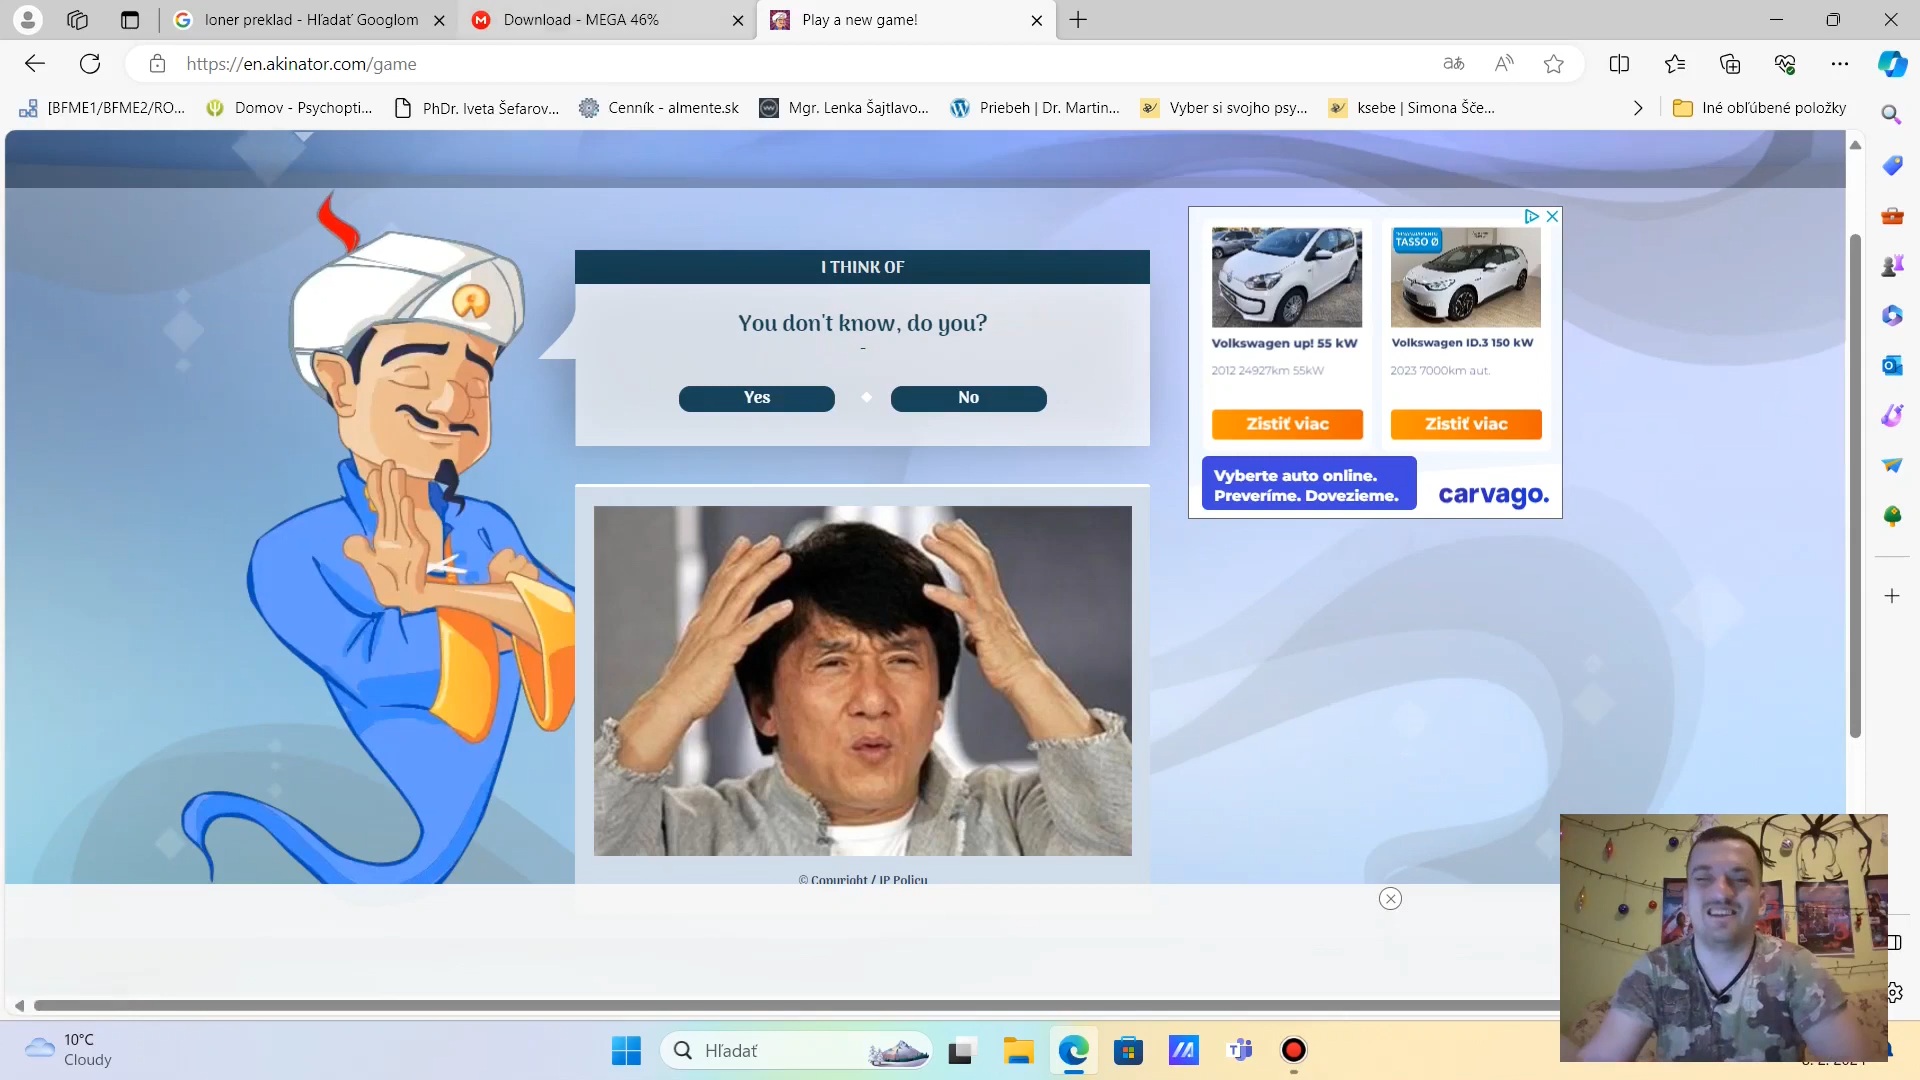 loner preklad - Hľadať Googlom
Download - MEGA 46%
Play a new game!
https://en.akinator.com/game
[BFME1/BFME2/RO...
Domov - Psychopti...
PhDr. Iveta Šefarov...
Cenník - almente.sk
Mgr. Lenka Šajtlavo...
Priebeh | Dr. Martin...
Vyber si svojho psy...
ksebe | Simona Šče...
Iné obľúbené položky
I THINK OF
You don't know, do you?
-
Yes
No
© Copyright / IP Policy
TASSO Ø
Volkswagen up! 55 kW
2012 24927km 55kW
Zistiť viac
Volkswagen ID.3 150 kW
2023 7000km aut.
Zistiť viac
Vyberte auto online.
Preveríme. Dovezieme.
carvago.
10°C
Cloudy
Hľadať